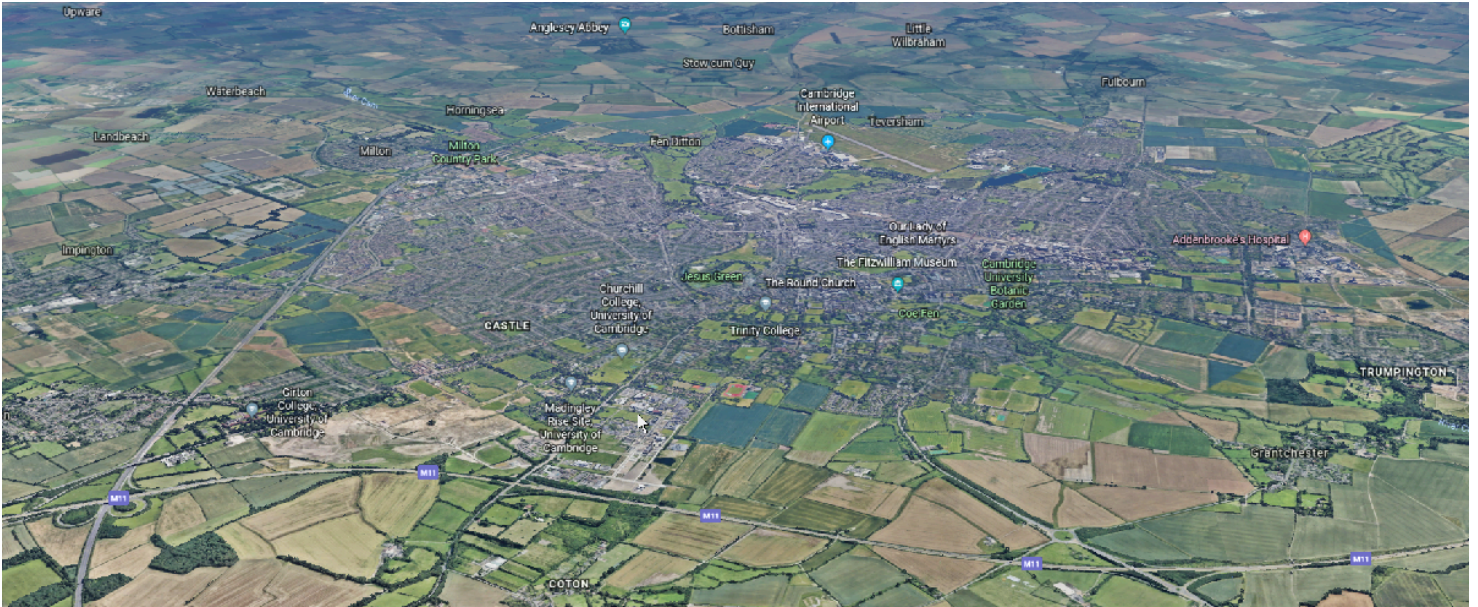 Upware
Anglesey Abbey
Bottisham
Little
Wilbraham
Stow cum Quy
Fulbourn
Waterbeach
Cambridge
International
Airport
Horningsea
Teversham
Landbeach
Milton
Milton
Country Park
Fen Ditton
Impington
Our Lady of
English Martyrs
Addenbrooke's Hospital
The Fitzwilliam Museum
Cambridge
University
Botanic
Garden
Jesus Green
The Round Church
Churchill
College,
University of
Cambridge
Coe Fen
CASTLE
Trinity College
TRUMPINGTON
Girton
College,
University of
Cambridge
Madingley
Rise Site,
University of
Cambridge
Grantchester
M11
M11
M11
M11
M11
COTON